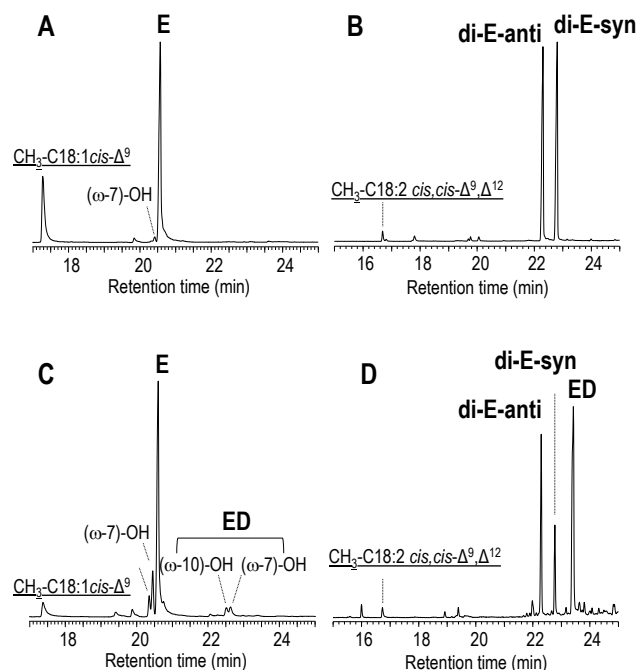 A
E
CH3-C18:1cis-Δ9
(ω-7)-OH
18 20 22 24
Retention time (min)
B
di-E-anti
di-E-syn
CH3-C18:2 cis,cis-Δ9,Δ12
16 18 20 22 24
Retention time (min)
C
E
(ω-7)-OH
ED
(ω-10)-OH (ω-7)-OH
CH3-C18:1cis-Δ9
18 20 22 24
Retention time (min)
D
di-E-syn
di-E-anti
ED
CH3-C18:2 cis,cis-Δ9,Δ12
16 18 20 22 24
Retention time (min)